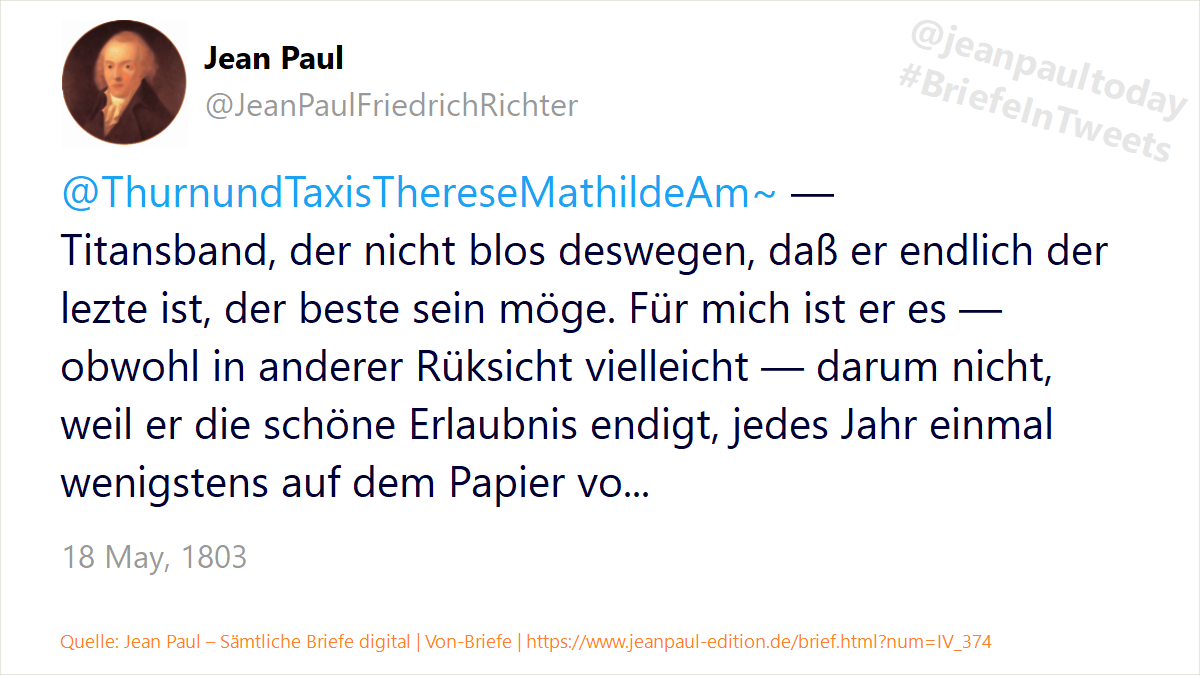 Jean Paul
@JeanPaulFriedrichRichter
@jeanpaultoday
#BriefeInTweets
@ThurnundTaxisThereseMathildeAm~ —
Titansband, der nicht blos deswegen, daß er endlich der
lezte ist, der beste sein möge. Für mich ist er es —
obwohl in anderer Rüksicht vielleicht — darum nicht,
weil er die schöne Erlaubnis endigt, jedes Jahr einmal
wenigstens auf dem Papier vo...
18 May, 1803
Quelle: Jean Paul – Sämtliche Briefe digital | Von-Briefe | https://www.jeanpaul-edition.de/brief.html?num=IV_374